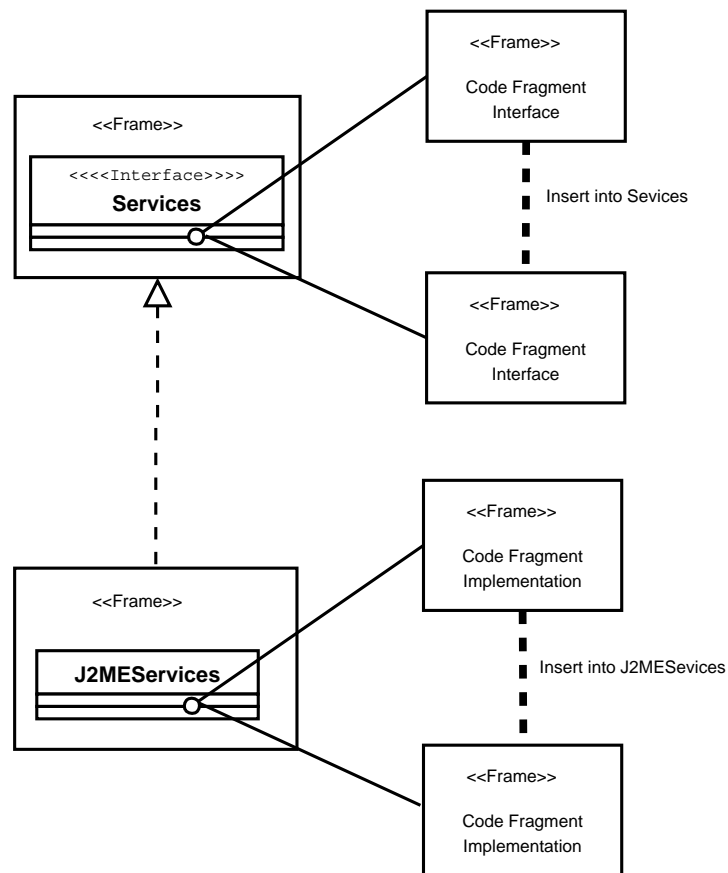 <<Frame>>
Code Fragment
Interface
<<Frame>>
<<<<Interface>>>>
Services
Insert into Sevices
<<Frame>>
Code Fragment
Interface
<<Frame>>
Code Fragment
Implementation
<<Frame>>
J2MEServices
Insert into J2MESevices
<<Frame>>
Code Fragment
Implementation